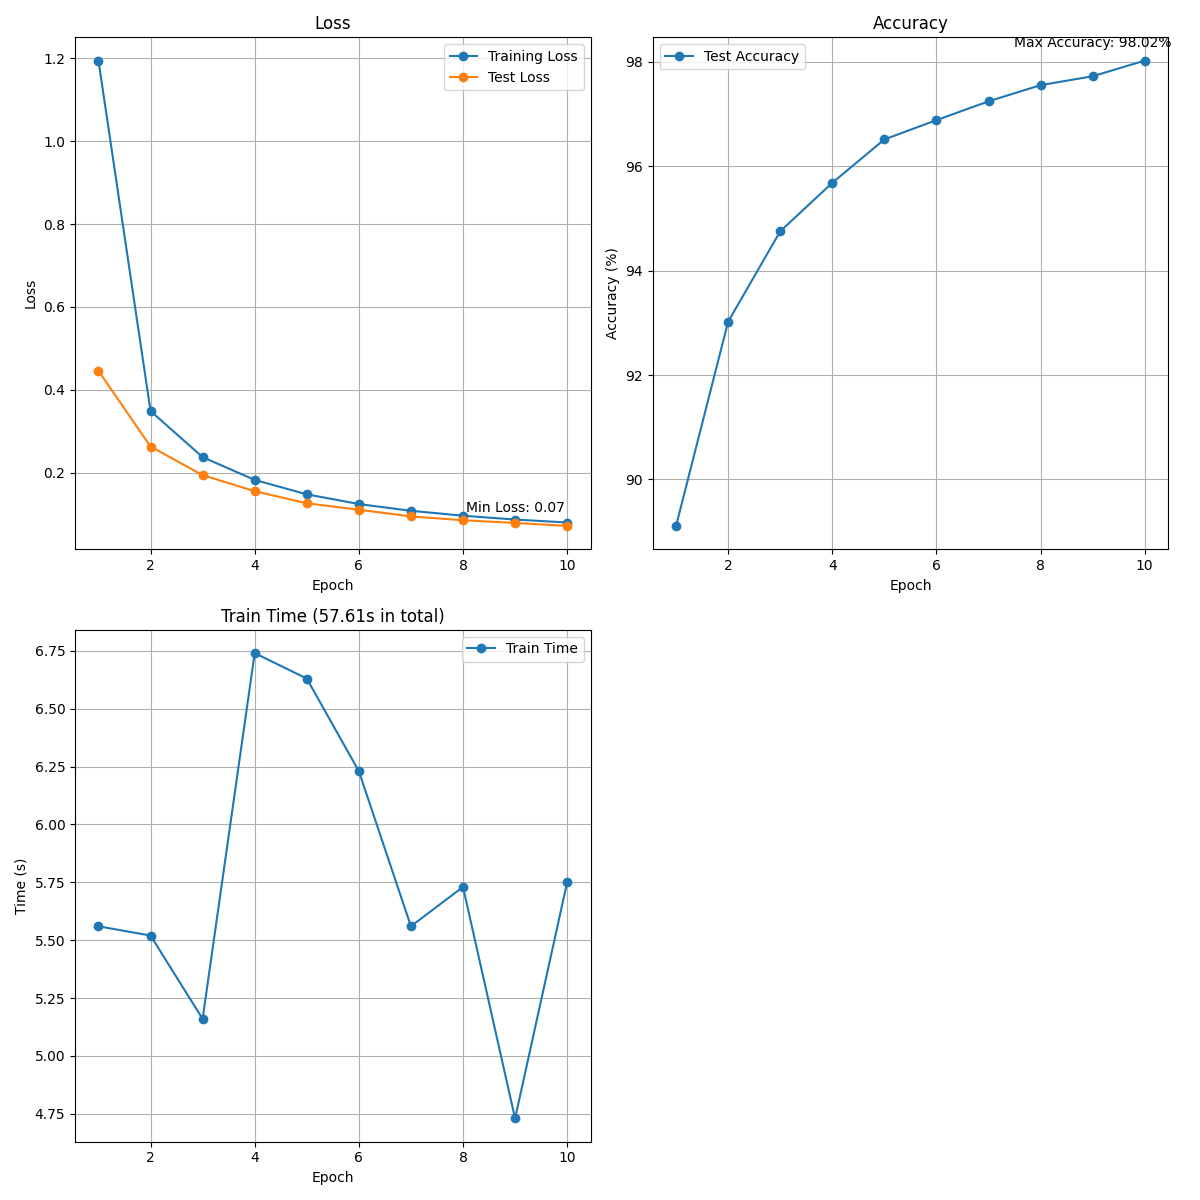 Loss
1.2
1.0
0.8
0.6
0.4
0.2
Loss
Training Loss
Test Loss
Min Loss: 0.07
2 4 6 8 10
Epoch
Accuracy
Max Accuracy: 98.02%
Test Accuracy
98
96
94
92
90
Accuracy (%)
2 4 6 8 10
Epoch
Train Time (57.61s in total)
Train Time
6.75
6.50
6.25
6.00
5.75
5.50
5.25
5.00
4.75
Time (s)
2 4 6 8 10
Epoch